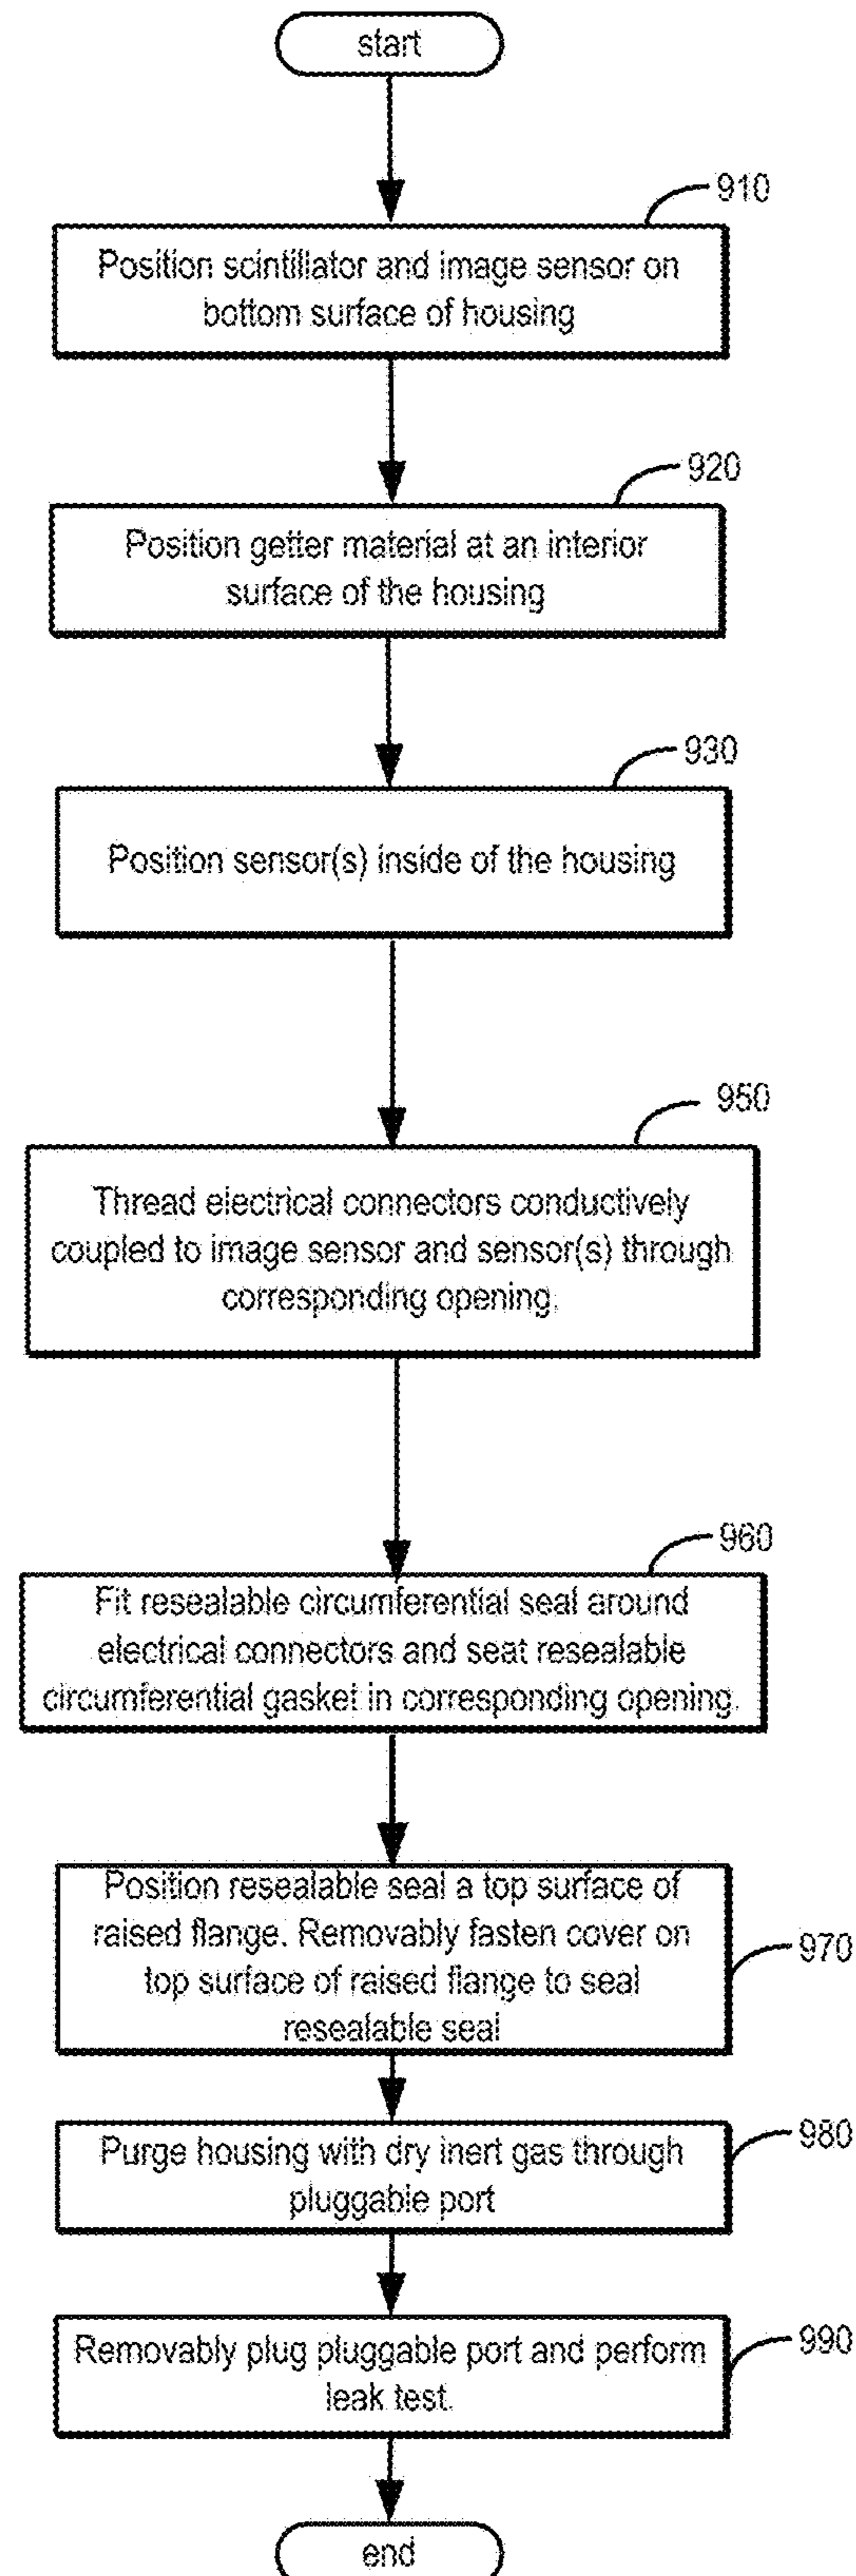 start
910
Position scintillator and image sensor on
bottom surface of housing
920
Position getter material at an interior
surface of the housing
930
Position sensor(s) inside of the housing
950
Thread electrical connectors conductively
coupled to image sensor and sensor(s) through
corresponding opening.
960
Fit resealable circumferential seal around
electrical connectors and seat resealable
circumferential gasket in corresponding opening.
Position resealable seal a top surface of
raised flange. Removably fasten cover on
970
top surface of raised flange to seal
resealable seal
980
Purge housing with dry inert gas through
pluggable port
990
Removably plug pluggable port and perform
leak test.
end